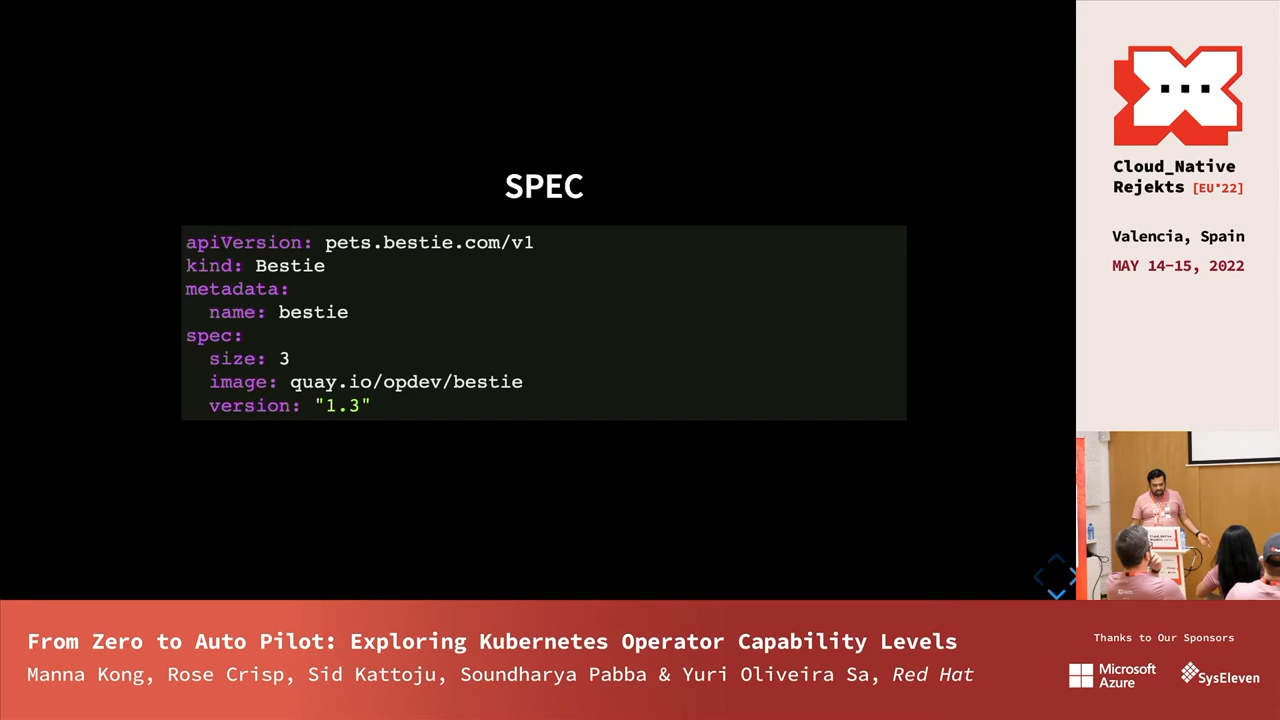 SPEC
apiVersion: pets.bestie.com/v1
kind: Bestie
metadata:
  name: bestie
spec:
  size: 3
  image: quay.io/opdev/bestie
  version: "1.3"
Cloud_Native
Rejekts [EU*22]
Valencia, Spain
MAY 14-15, 2022
Cloud_Native
Rejekts
From Zero to Auto Pilot: Exploring Kubernetes Operator Capability Levels
Manna Kong, Rose Crisp, Sid Kattoju, Soundharya Pabba & Yuri Oliveira Sa, Red Hat
Thanks to Our Sponsors
Microsoft
Azure
SysEleven